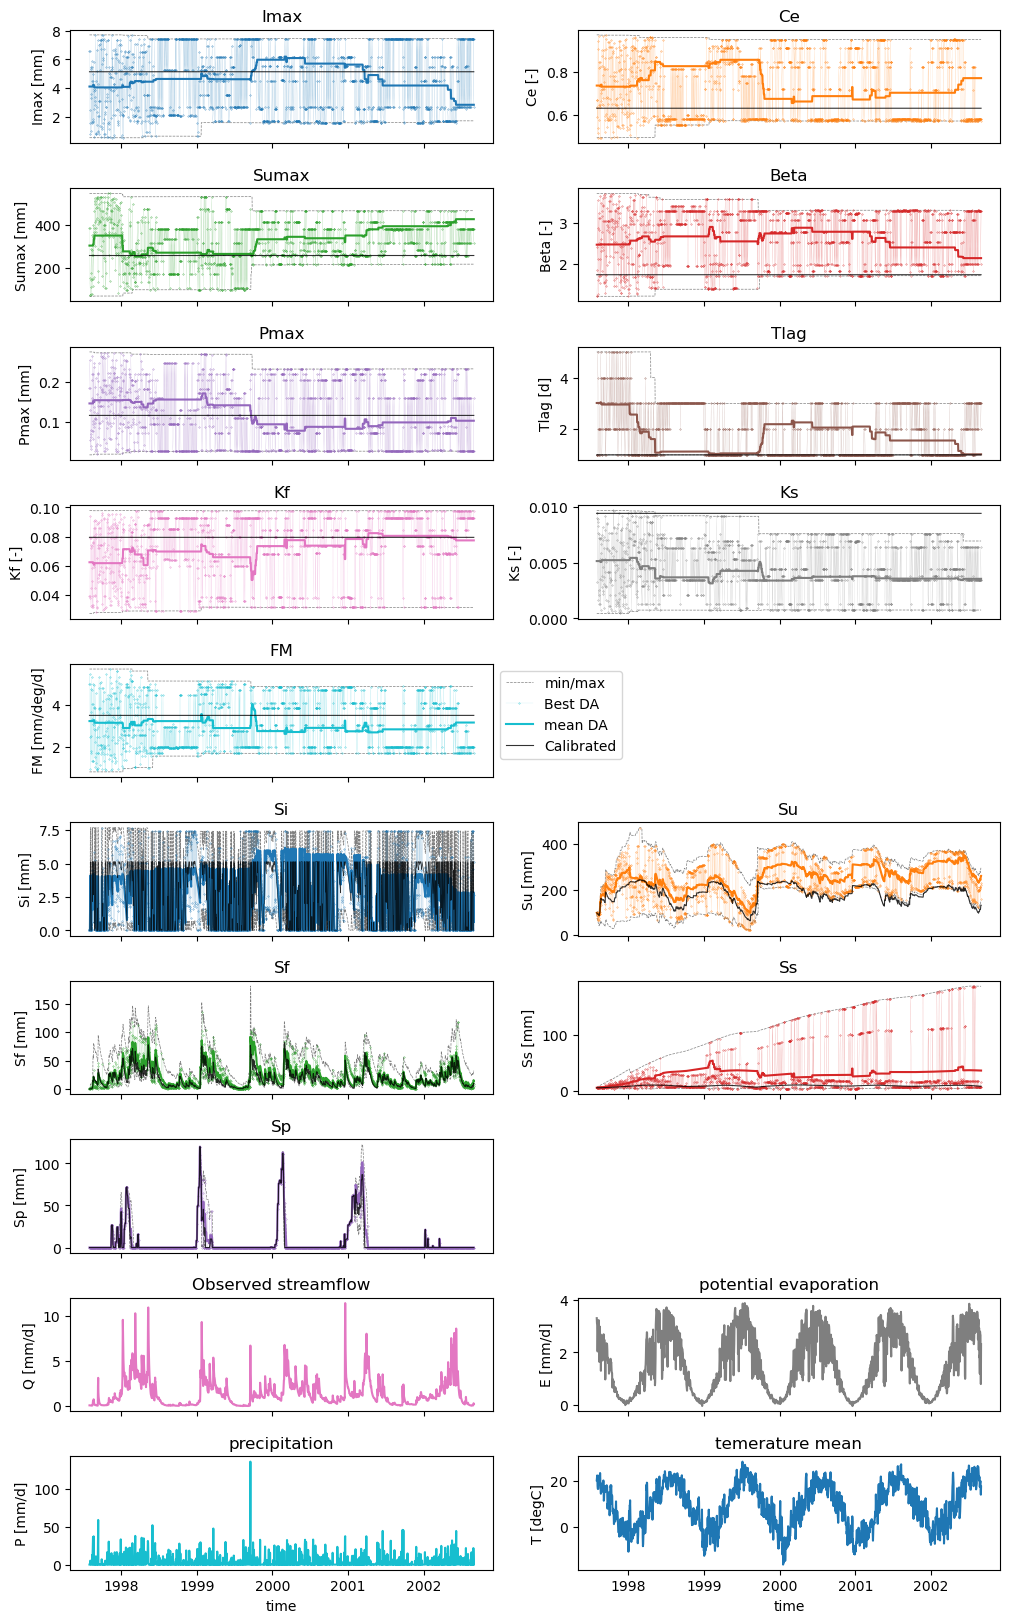 Imax
Imax [mm]
8
6
4
2
Ce
Ce [-]
0.8
0.6
Sumax
Sumax [mm]
400
200
Beta
Beta [-]
3
2
Pmax
Pmax [mm]
0.2
0.1
Tlag
Tlag [d]
4
2
Kf
Kf [-]
0.10
0.08
0.06
0.04
Ks
Ks [-]
0.010
0.005
0.000
FM
FM [mm/deg/d]
4
2
min/max
Best DA
mean DA
Calibrated
Si
Si [mm]
7.5
5.0
2.5
0.0
Su
Su [mm]
400
200
0
Sf
Sf [mm]
150
100
50
0
Ss
Ss [mm]
100
0
Sp
Sp [mm]
100
50
0
Observed streamflow
Q [mm/d]
10
5
0
potential evaporation
E [mm/d]
4
2
0
precipitation
P [mm/d]
100
50
0
1998 1999 2000 2001 2002
time
temerature mean
T [degC]
20
0
1998 1999 2000 2001 2002
time